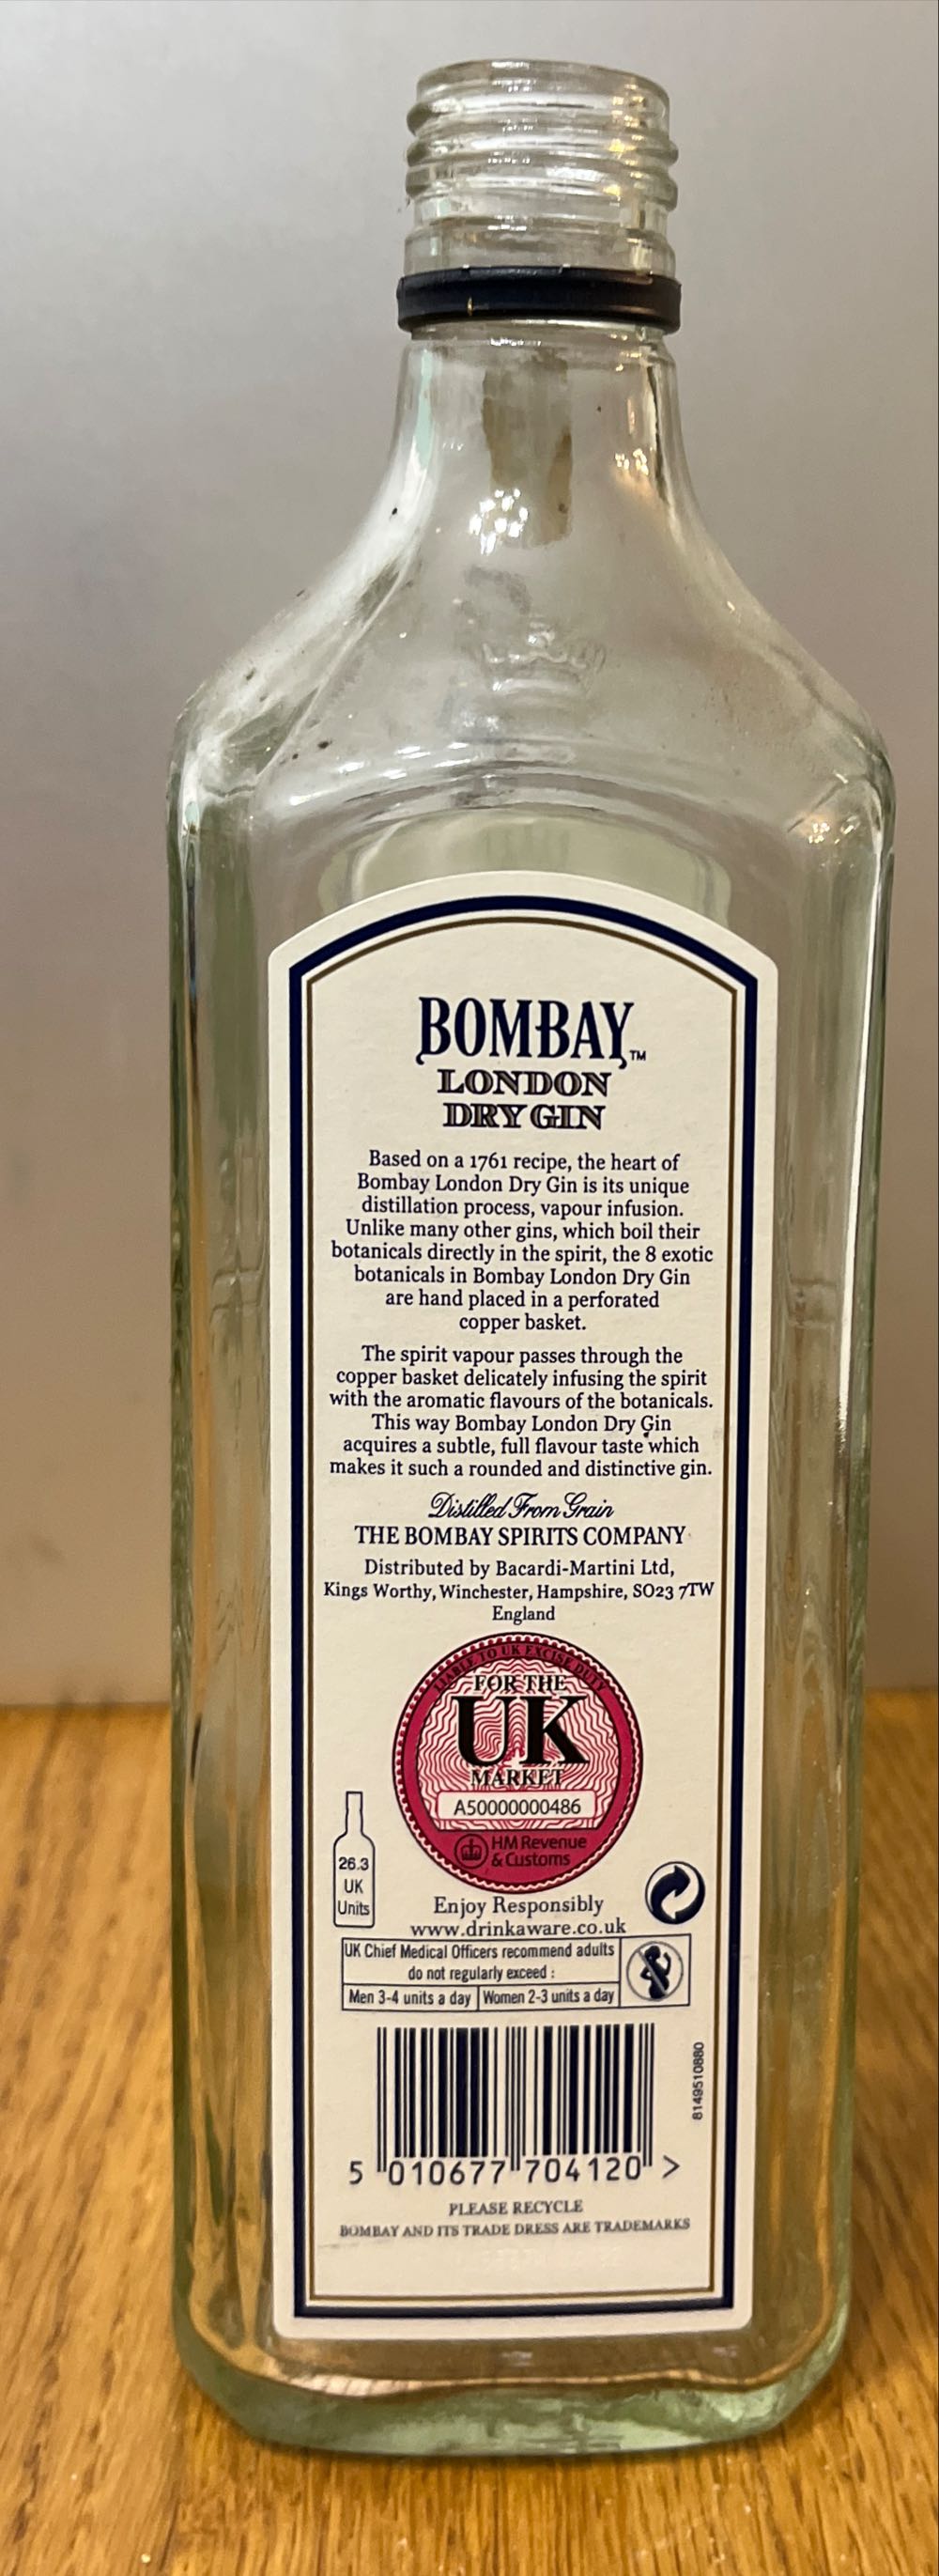 BOMBAY™
LONDON
DRY GIN
Based on a 1761 recipe, the heart of
Bombay London Dry Gin is its unique
distillation process, vapour infusion.
Unlike many other gins, which boil their
botanicals directly in the spirit, the 8 exotic
botanicals in Bombay London Dry Gin
are hand placed in a perforated
copper basket.
The spirit vapour passes through the
copper basket delicately infusing the spirit
with the aromatic flavours of the botanicals.
This way Bombay London Dry Gin
acquires a subtle, full flavour taste which
makes it such a rounded and distinctive gin.
Distilled From Grain
THE BOMBAY SPIRITS COMPANY
Distributed by Bacardi-Martini Ltd,
Kings Worthy, Winchester, Hampshire, SO23 7TW
England
LIABLE TO UK EXCISE DUTY
FOR THE
UK
MARKET
A50000000486
HM Revenue
& Customs
26.3
UK
Units
Enjoy Responsibly
www.drinkaware.co.uk
UK Chief Medical Officers recommend adults
do not regularly exceed :
Men 3-4 units a day Women 2-3 units a day
8149510880
5 010677 704120 >
PLEASE RECYCLE
BOMBAY AND ITS TRADE DRESS ARE TRADEMARKS